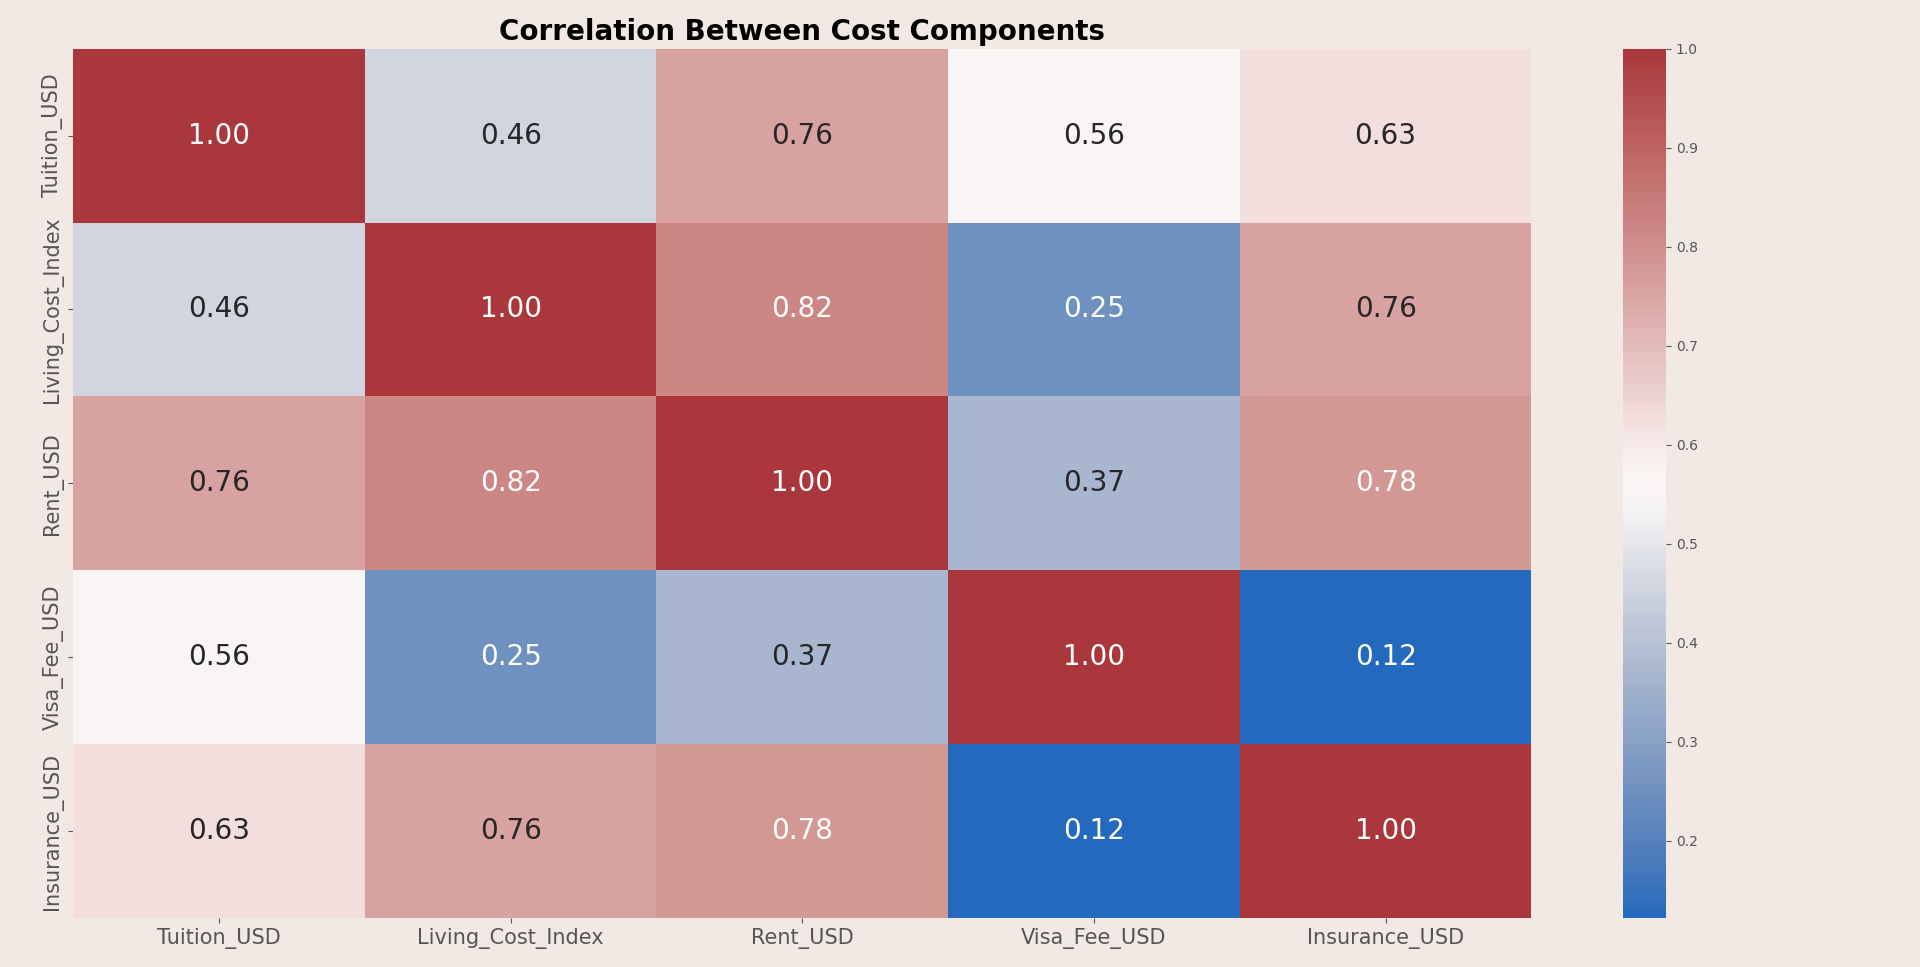 Correlation Between Cost Components
Tuition_USD
1.00 0.46 0.76 0.56 0.63
Living_Cost_Index
0.46 1.00 0.82 0.25 0.76
Rent_USD
0.76 0.82 1.00 0.37 0.78
Visa_Fee_USD
0.56 0.25 0.37 1.00 0.12
Insurance_USD
0.63 0.76 0.78 0.12 1.00
Tuition_USD Living_Cost_Index Rent_USD Visa_Fee_USD Insurance_USD
1.0
0.9
0.8
0.7
0.6
0.5
0.4
0.3
0.2